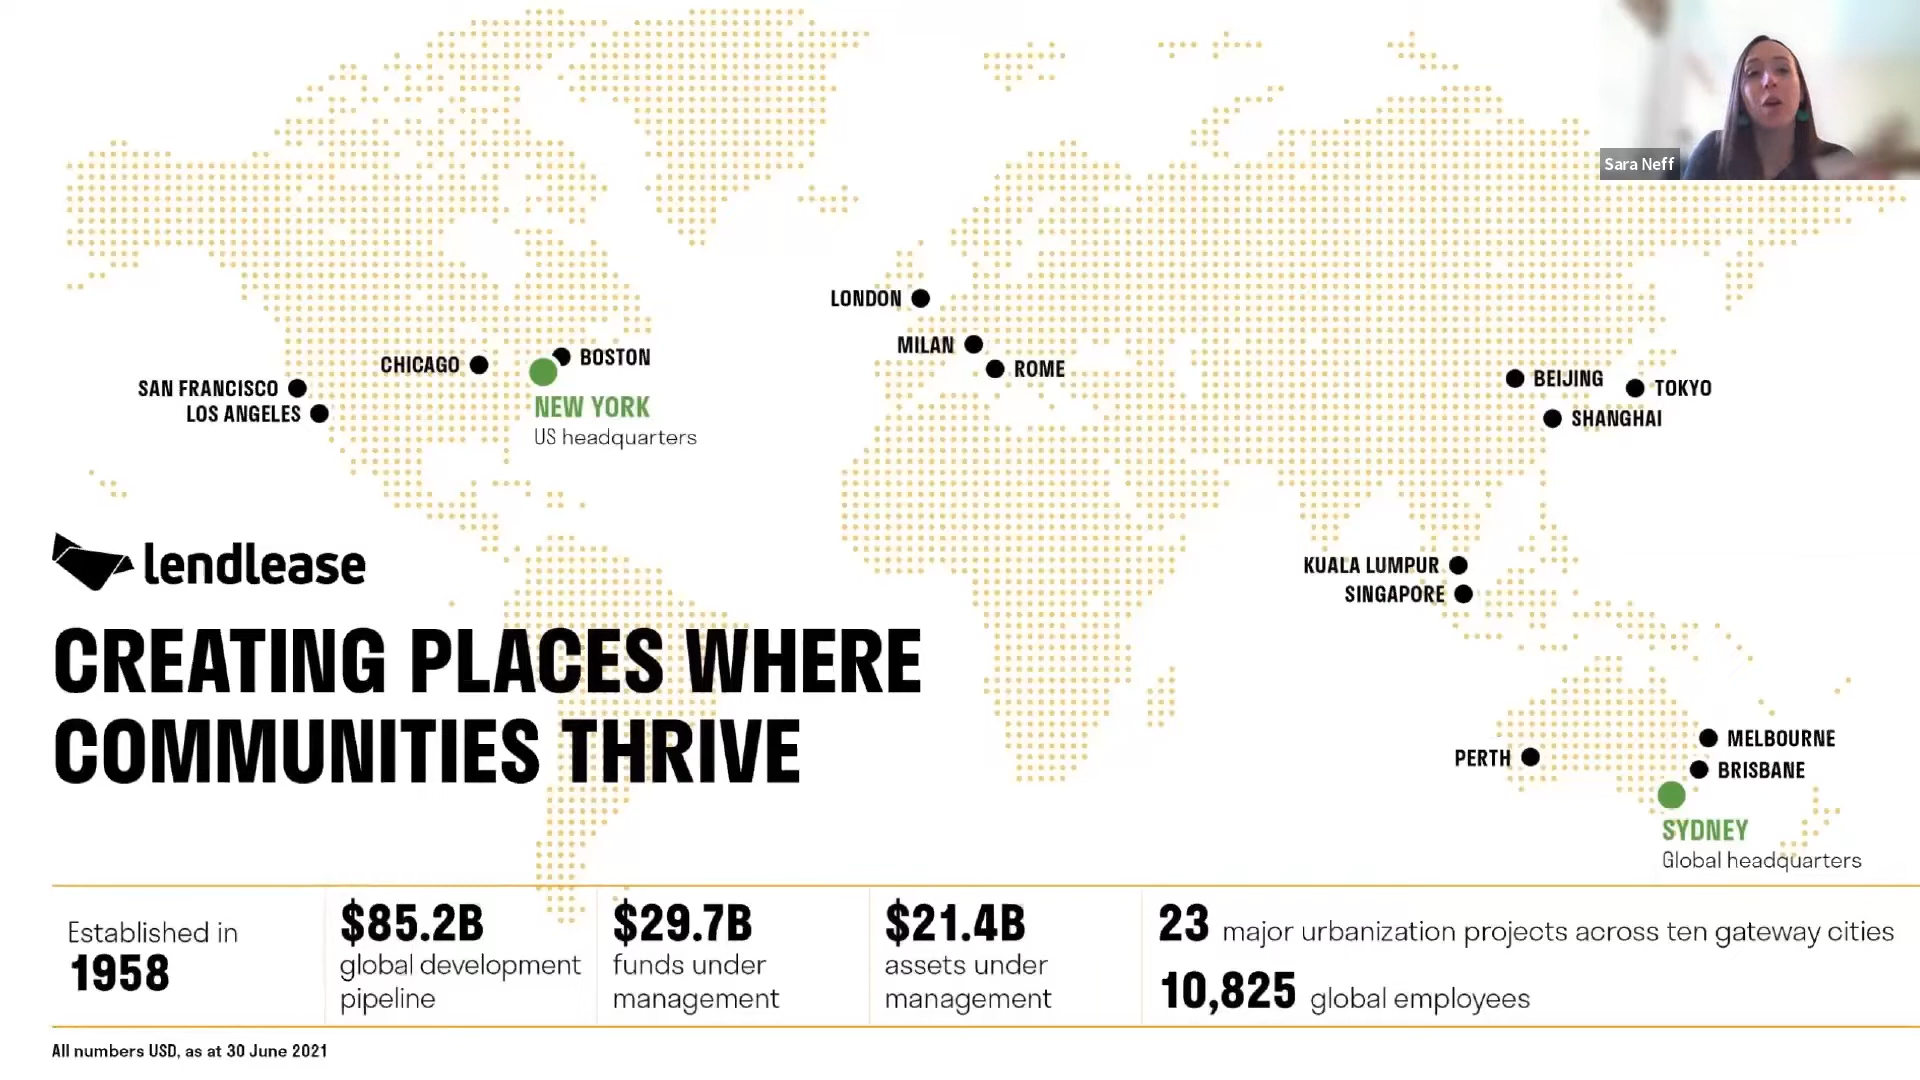 Sara Neff
LONDON
MILAN
ROME
CHICAGO
BOSTON
NEW YORK
US headquarters
SAN FRANCISCO
LOS ANGELES
BEIJING
TOKYO
SHANGHAI
KUALA LUMPUR
SINGAPORE
lendlease
CREATING PLACES WHERE
COMMUNITIES THRIVE
MELBOURNE
PERTH
BRISBANE
SYDNEY
Global headquarters
Established in
1958
$85.2B
global development
pipeline
$29.7B
funds under
management
$21.4B
assets under
management
23 major urbanization projects across ten gateway cities
10,825 global employees
All numbers USD, as at 30 June 2021